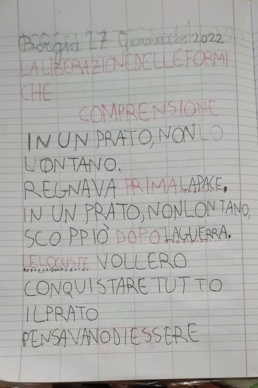 Borgia 27 Gennaio 2022
LA LIBERAZIONE DELLE FORMI
CHE
COMPRENSIONE
IN UN PRATO, NON LO
NTANO.
REGNAVA PRIMA LA PACE.
IN UN PRATO, NON LONTANO,
SCOPPIÒ DOPO LA GUERRA.
LE LOCUSTE VOLLERO
CONQUISTARE TUTTO
IL PRATO
PENSAVANO DI ESSERE